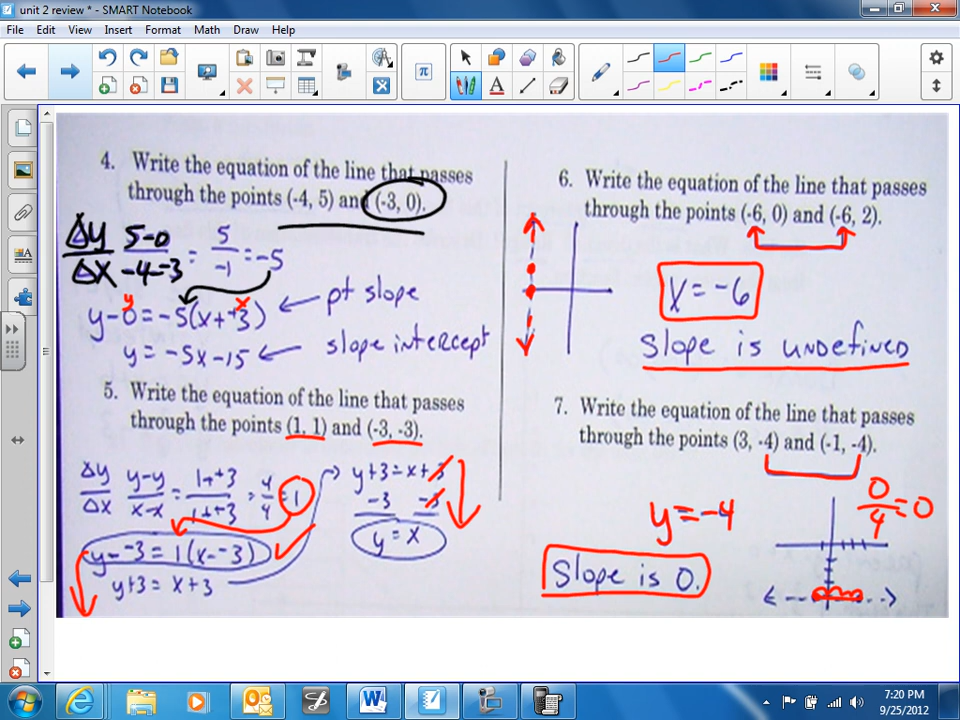 unit 2 review * - SMART Notebook
File Edit View Insert Format Math Draw Help
4. Write the equation of the line that passes
through the points (-4, 5) and (-3, 0).
Δy/Δx 5-0/-4--3 = 5/-1 = -5
y x
y-0=-5(x+3) ← pt slope
y = -5x-15 ← slope intercept
5. Write the equation of the line that passes
through the points (1, 1) and (-3, -3).
Δy/Δx y-y/x-x = 1++3/1++3 = 4/4 = 1
y--3=1(x--3)
y+3 = x+3
y+3=x+3
-3 -3
y = x
6. Write the equation of the line that passes
through the points (-6, 0) and (-6, 2).
x = -6
Slope is undefined
7. Write the equation of the line that passes
through the points (3, -4) and (-1, -4).
y=-4
0/4=0
Slope is 0.
7:20 PM
9/25/2012